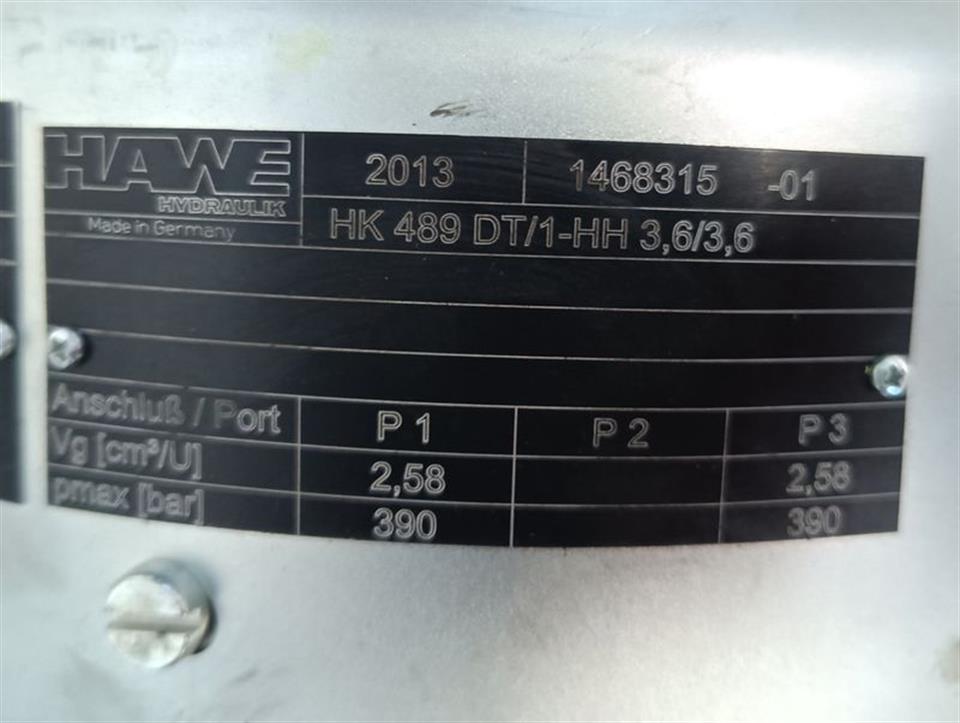 HAWE
HYDRAULIK
Made in Germany
2013 1468315 -01
HK 489 DT/1-HH 3,6/3,6
Anschluß / Port P 1 P 2 P 3
Vg [cm³/U] 2,58 2,58
pmax [bar] 390 390